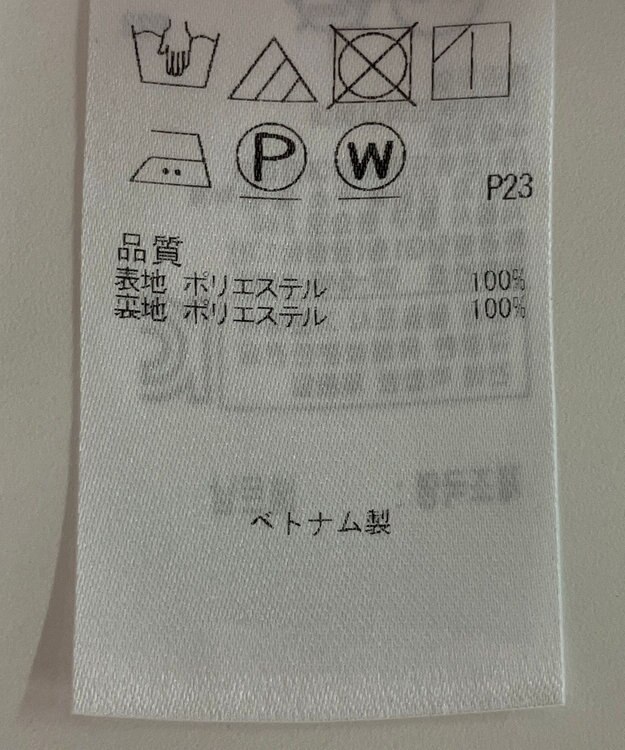 P W
P23
品質
表地 ポリエステル 100%
裏地 ポリエステル 100%
ベトナム製